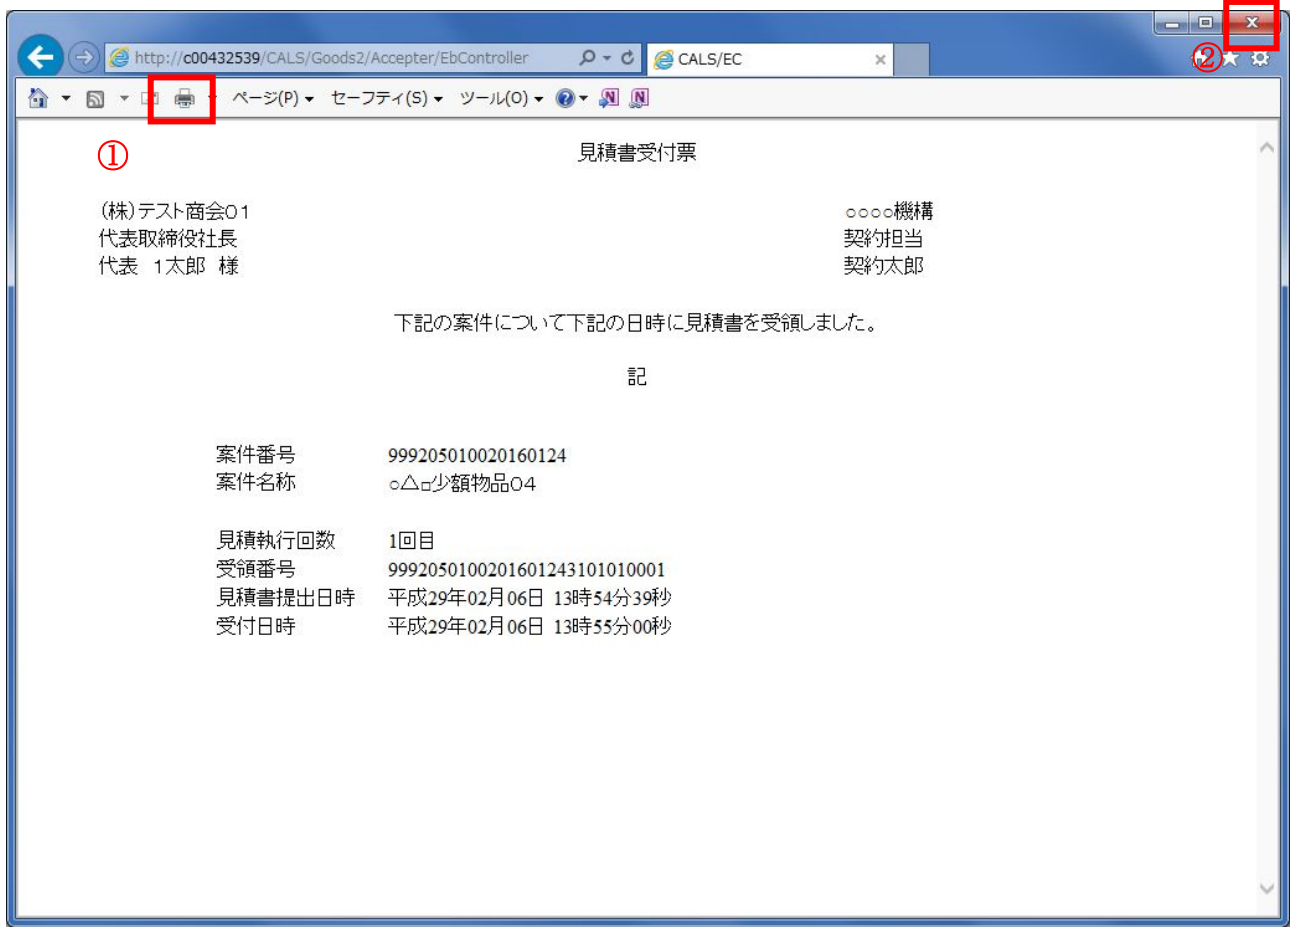 ②
http://c00432539/CALS/Goods2/Accepter/EbController
CALS/EC
ページ(P) セーフティ(S) ツール(O)
①
見積書受付票
(株)テスト商会01
○○○○機構
代表取締役社長
契約担当
代表 1太郎 様
契約太郎
下記の案件について下記の日時に見積書を受領しました。
記
案件番号 999205010020160124
案件名称 ○△□少額物品04
見積執行回数 1回目
受領番号 9992050100201601243101010001
見積書提出日時 平成29年02月06日 13時54分39秒
受付日時 平成29年02月06日 13時55分00秒